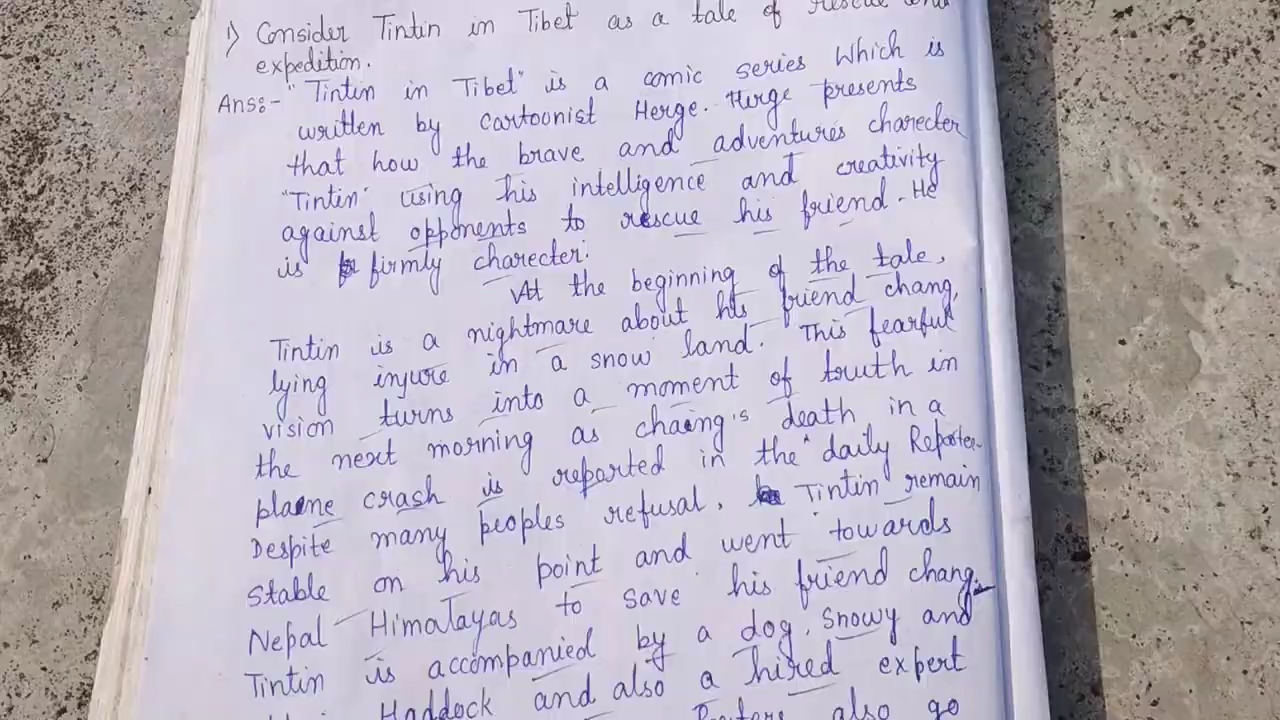 1) Consider Tintin in Tibet as a tale of rescue and
expedition.
Ans:- "Tintin in Tibet" is a comic series which is
written by cartoonist Herge. Herge presents
that how the brave and adventures charecter
"Tintin" using his intelligence and creativity
against opponents to rescue his friend. He
is firmly charecter.
At the beginning of the tale,
Tintin is a nightmare about his friend chang,
lying injure in a snow land. This fearful
vision turns into a moment of truth in
the next morning as chaing's death in a
plane crash is reported in the "daily Reporter.
Despite many peoples refusal, Tintin remain
stable on his point and went towards
Nepal Himalayas to save his friend chang.
Tintin is accompanied by a dog, Snowy and
Haddock and also a hired expert
also go